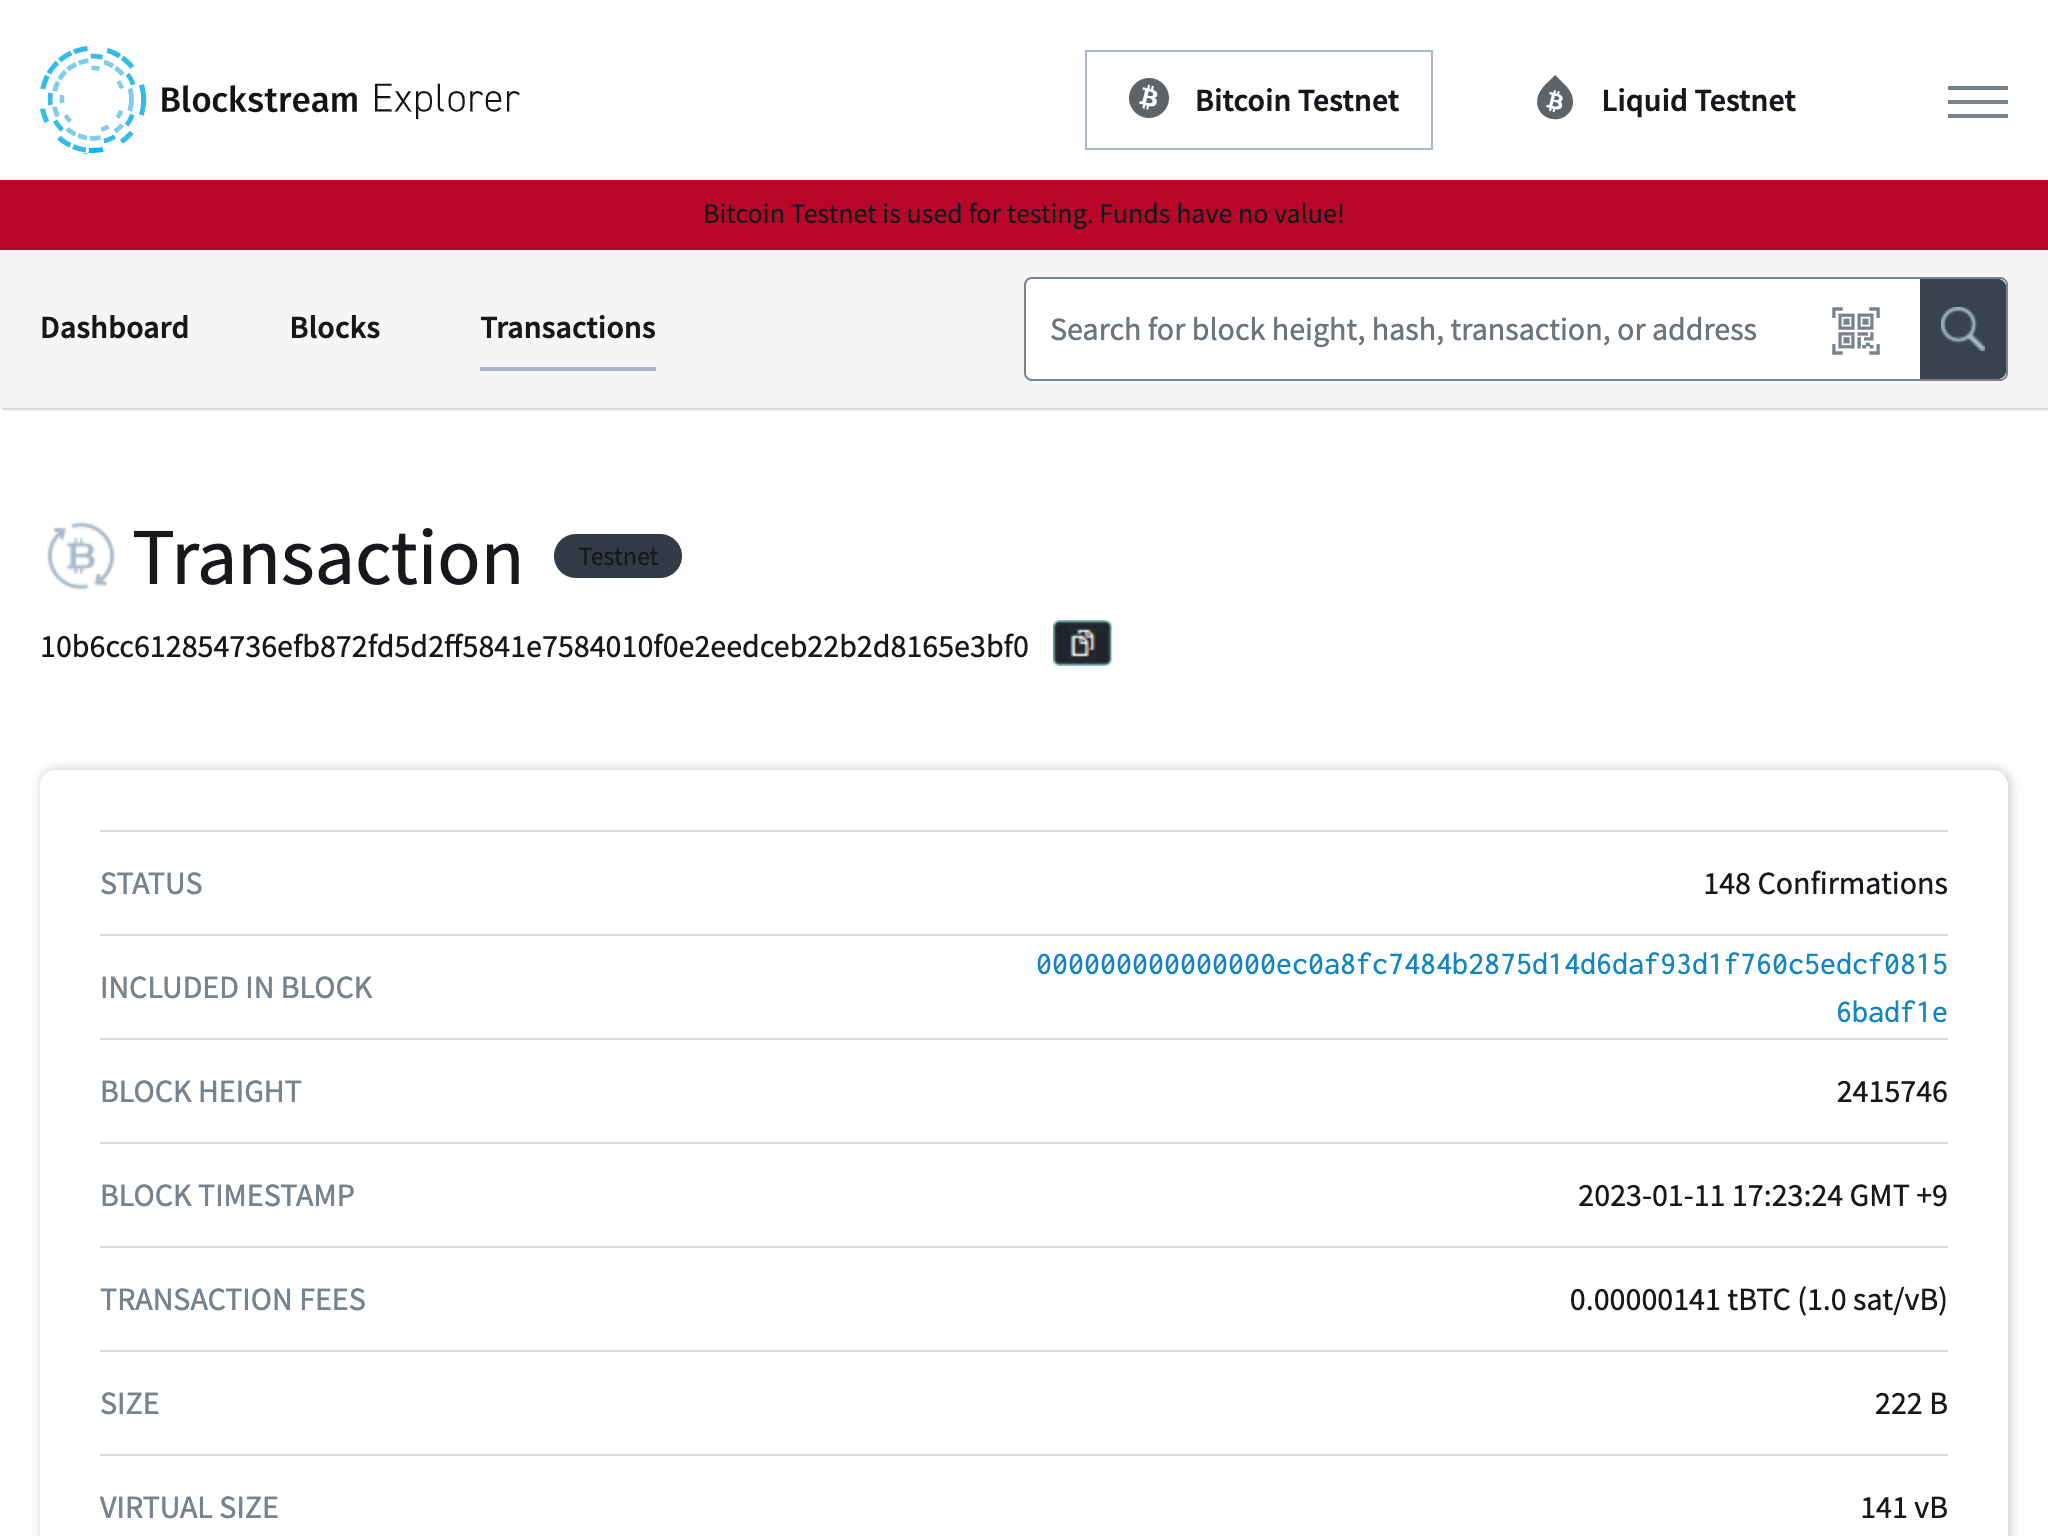 Blockstream Explorer
Bitcoin Testnet
Liquid Testnet
Bitcoin Testnet is used for testing. Funds have no value!
Dashboard
Blocks
Transactions
Search for block height, hash, transaction, or address
Transaction
Testnet
10b6cc612854736efb872fd5d2ff5841e7584010f0e2eedceb22b2d8165e3bf0
STATUS
148 Confirmations
INCLUDED IN BLOCK
000000000000000ec0a8fc7484b2875d14d6daf93d1f760c5edcf0815
6badf1e
BLOCK HEIGHT
2415746
BLOCK TIMESTAMP
2023-01-11 17:23:24 GMT +9
TRANSACTION FEES
0.00000141 tBTC (1.0 sat/vB)
SIZE
222 B
VIRTUAL SIZE
141 vB